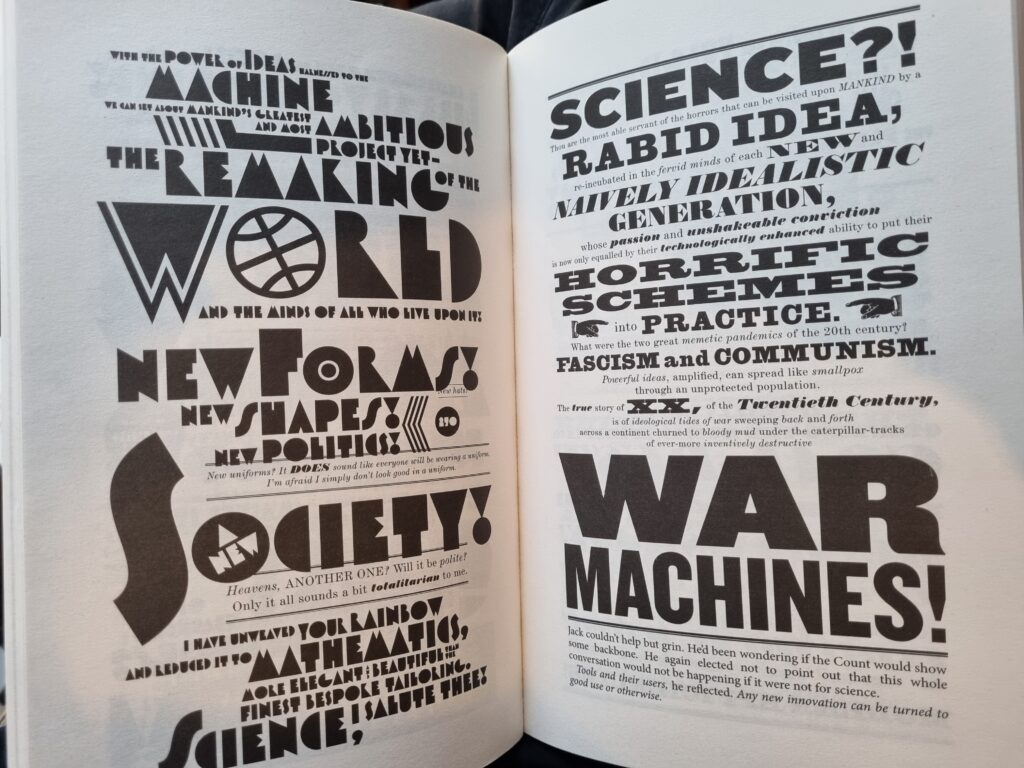 WITH THE POWER OF IDEAS HARNESSED TO THE
MACHINE
WE CAN SET ABOUT MANKIND'S GREATEST
AND MOST AMBITIOUS
PROJECT YET–
THE REMAKING OF THE
WORLD
AND THE MINDS OF ALL WHO LIVE UPON IT!
NEW FORMS!
New hats?
NEW SHAPES!
NEW POLITICS!
290
New uniforms? It DOES sound like everyone will be wearing a uniform.
I'm afraid I simply don't look good in a uniform.
SOCIETY!
NEW
Heavens, ANOTHER ONE? Will it be polite?
Only it all sounds a bit totalitarian to me.
I HAVE UNWEAVED YOUR RAINBOW
AND REDUCED IT TO MATHEMATICS,
MORE ELEGANT & BEAUTIFUL THAN THE
FINEST BESPOKE TAILORING.
SCIENCE, I SALUTE THEE!
SCIENCE?!
Thou are the most able servant of the horrors that can be visited upon MANKIND by a
RABID IDEA,
re-incubated in the fervid minds of each NEW and
NAIVELY IDEALISTIC
GENERATION,
whose passion and unshakeable conviction
is now only equalled by their technologically enhanced ability to put their
HORRIFIC
SCHEMES
into PRACTICE.
What were the two great memetic pandemics of the 20th century?
FASCISM and COMMUNISM.
Powerful ideas, amplified, can spread like smallpox
through an unprotected population.
The true story of XX, of the Twentieth Century,
is of ideological tides of war sweeping back and forth
across a continent churned to bloody mud under the caterpillar-tracks
of ever-more inventively destructive
WAR
MACHINES!
Jack couldn't help but grin. He'd been wondering if the Count would show
some backbone. He again elected not to point out that this whole
conversation would not be happening if it were not for science.
Tools and their users, he reflected. Any new innovation can be turned to
good use or otherwise.